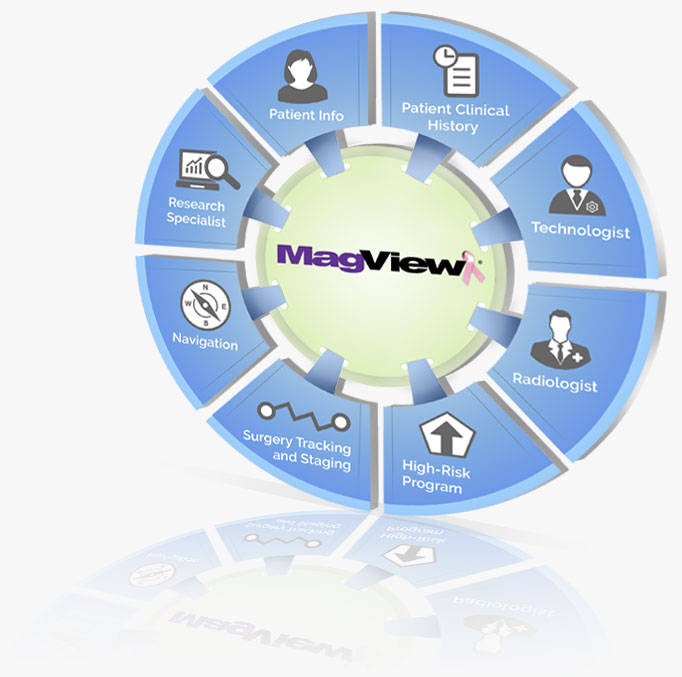 Patient Info
Patient Clinical
History
Technologist
Radiologist
High-Risk
Program
Surgery Tracking
and Staging
Navigation
N
W E
S
Research
Specialist
MagView®